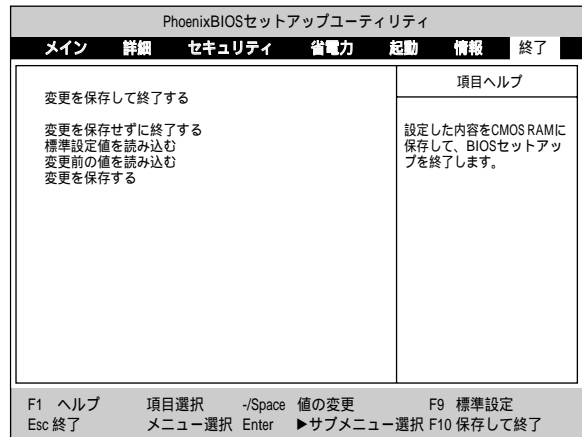 PhoenixBIOSセットアップユーティリティ
メイン 詳細 セキュリティ 省電力 起動 情報 終了
変更を保存して終了する
変更を保存せずに終了する
標準設定値を読み込む
変更前の値を読み込む
変更を保存する
項目ヘルプ
設定した内容をCMOS RAMに
保存して、BIOSセットアッ
プを終了します。
F1 ヘルプ 項目選択 -/Space 値の変更 F9 標準設定
Esc 終了 メニュー選択 Enter ▶サブメニュー選択 F10 保存して終了